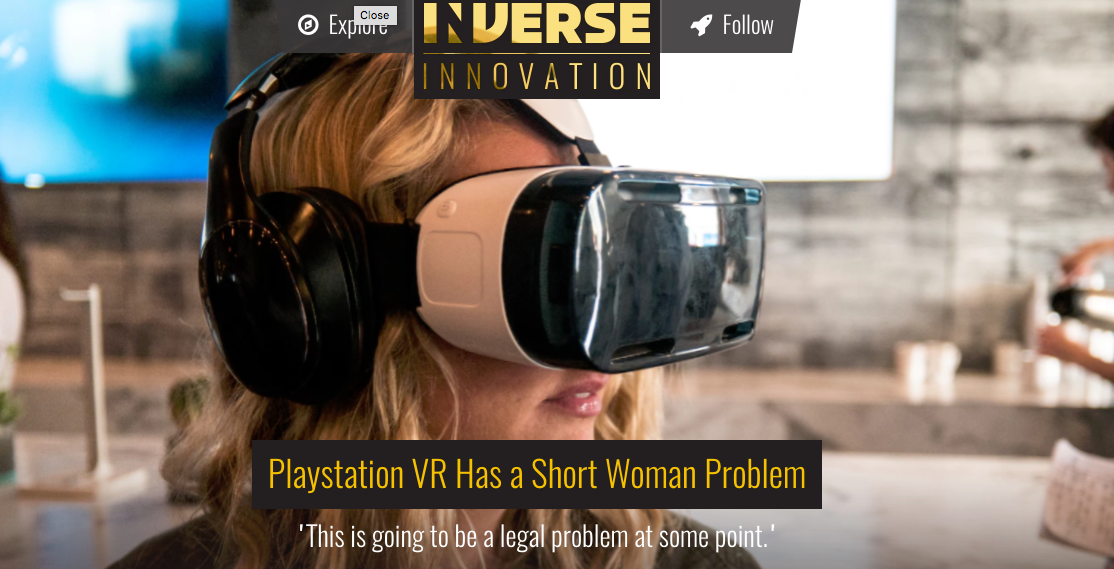 Explore
Close
INVERSE
Follow
INNOVATION
Playstation VR Has a Short Woman Problem
'This is going to be a legal problem at some point.'